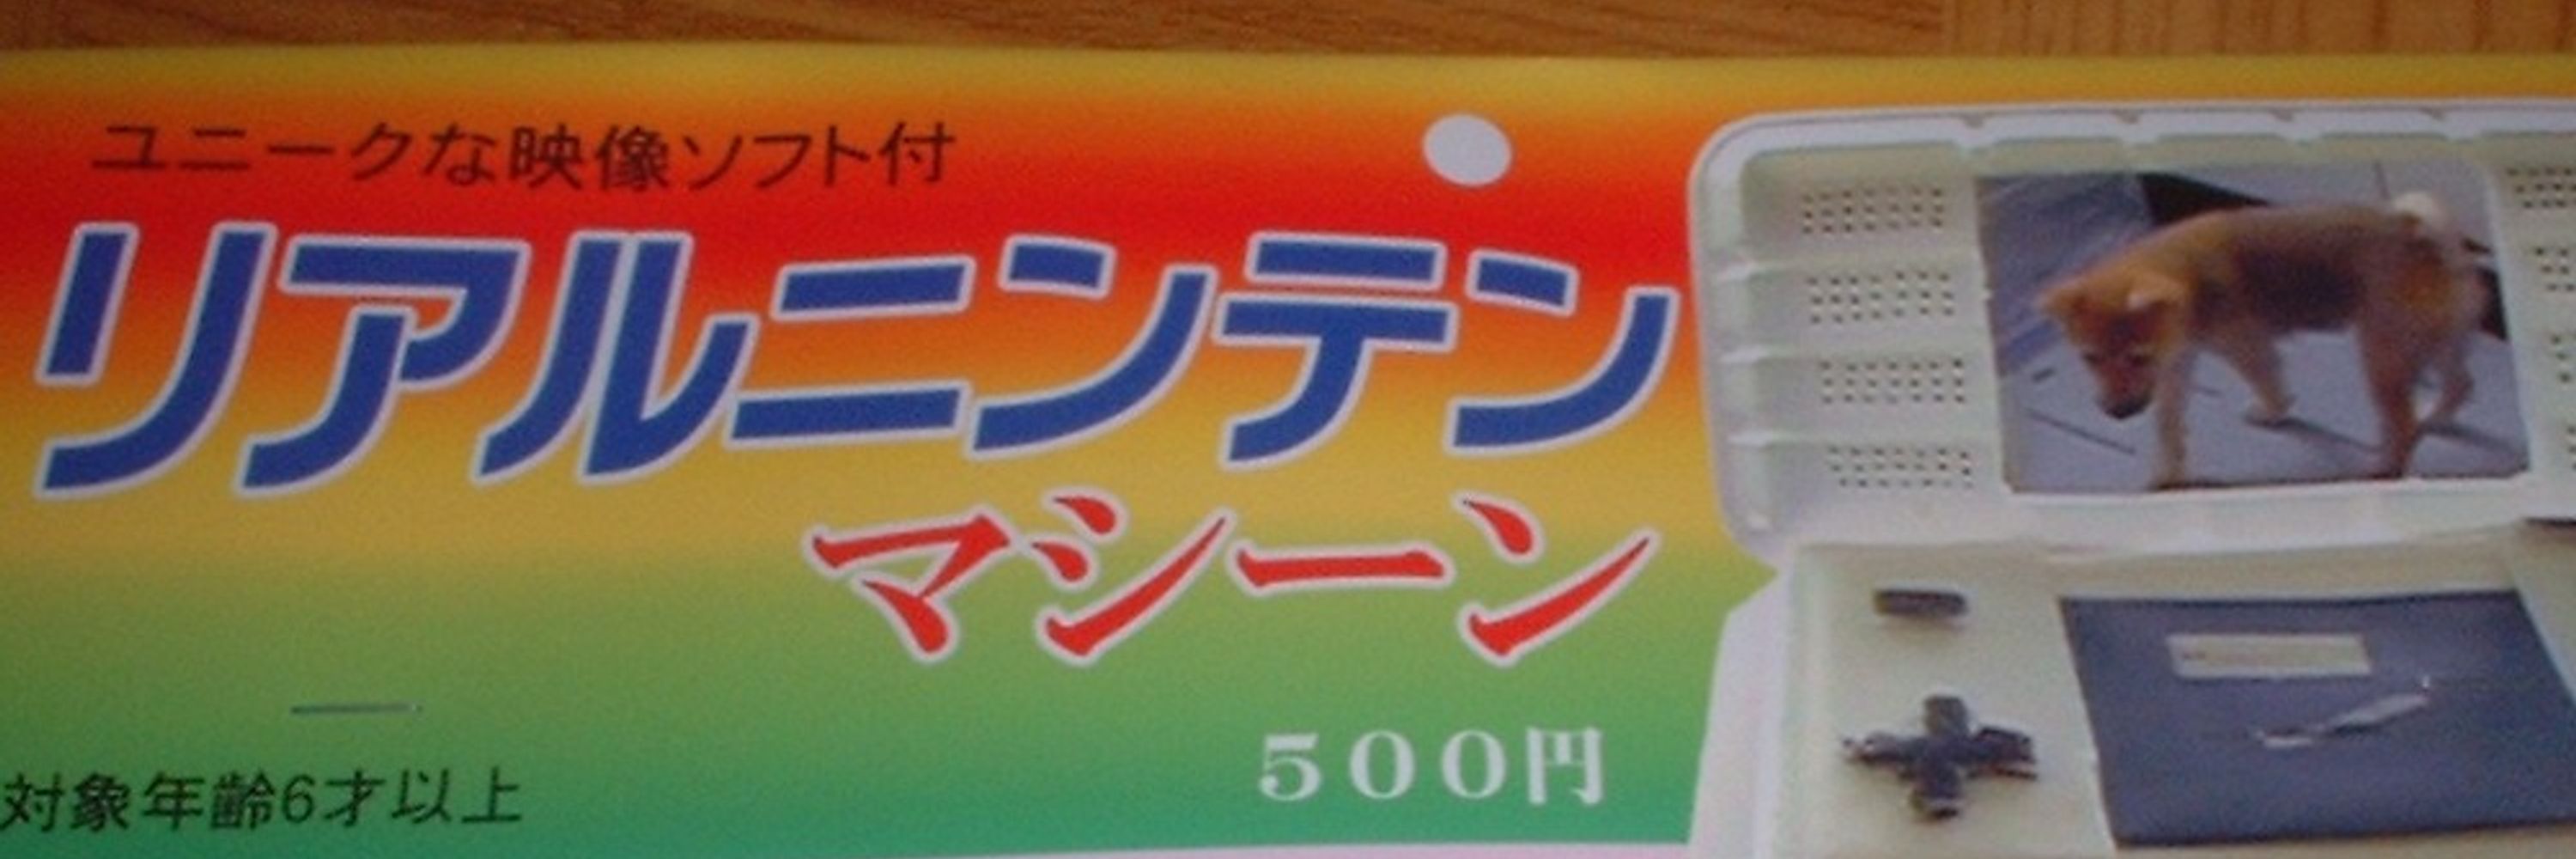 ユニークな映像ソフト付
リアルニンテン
マシーン
500円
対象年齢6才以上